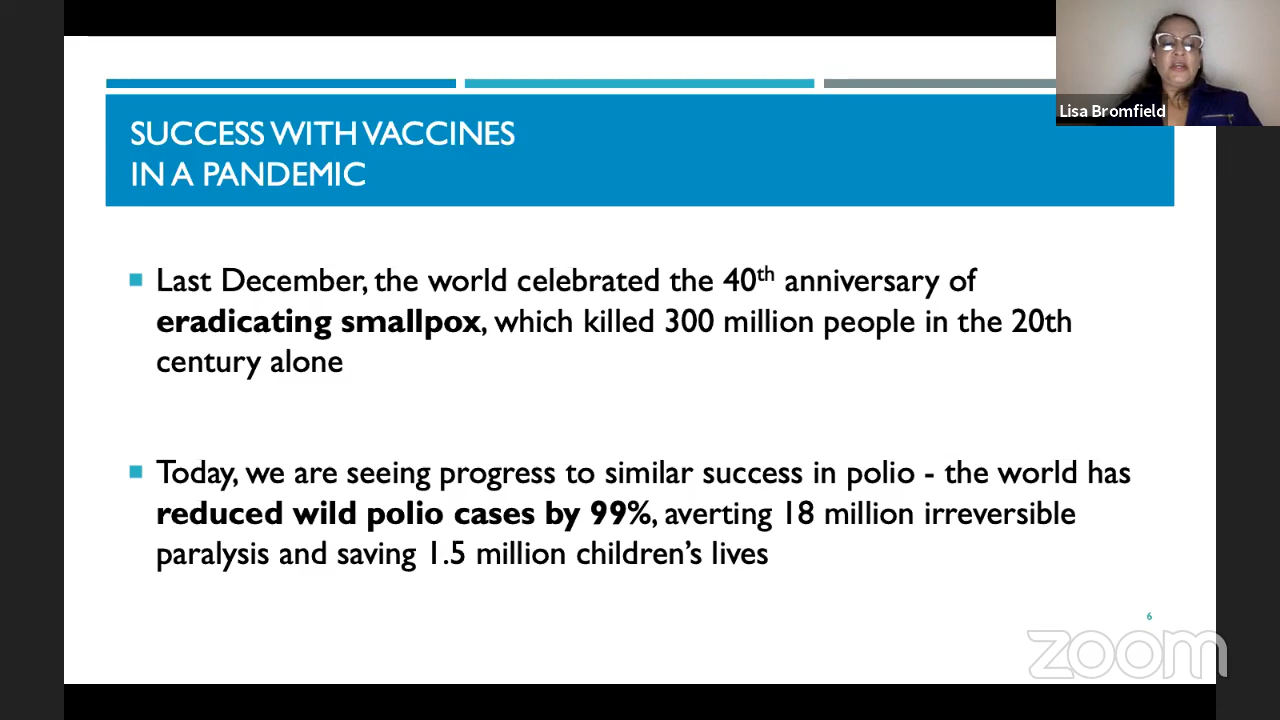 SUCCESS WITH VACCINES
IN A PANDEMIC
Lisa Bromfield
Last December, the world celebrated the 40th anniversary of
eradicating smallpox, which killed 300 million people in the 20th
century alone
Today, we are seeing progress to similar success in polio - the world has
reduced wild polio cases by 99%, averting 18 million irreversible
paralysis and saving 1.5 million children’s lives
6
zoom